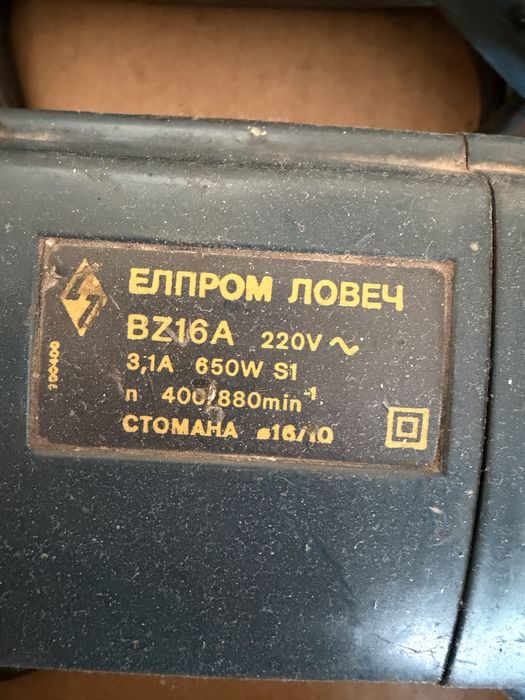 ЕЛПРОМ ЛОВЕЧ
BZ16A 220V ~
3,1A 650W S1
n 400/880min⁻¹
СТОМАНА ⌀16/10